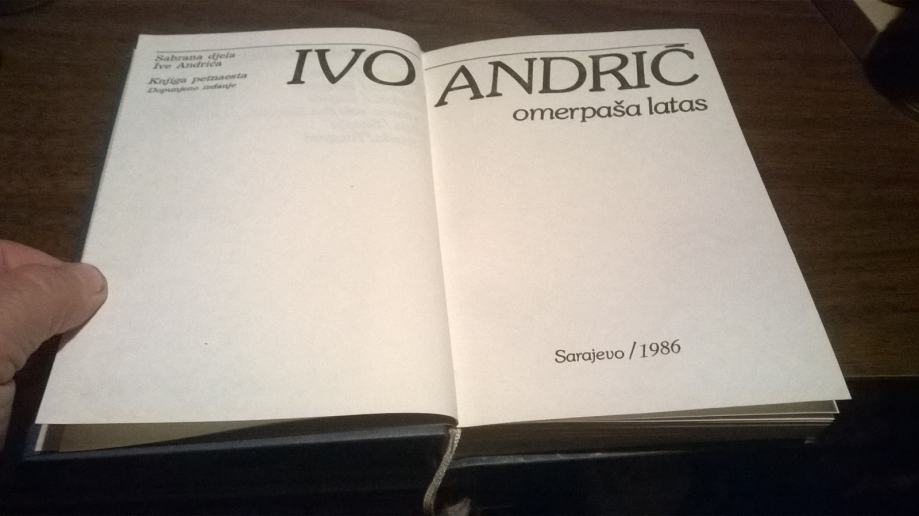 Sabrana djela
Ive Andrića
Knjiga petnaesta
Dopunjeno izdanje
IVO ANDRIĆ
omerpaša latas
Sarajevo / 1986